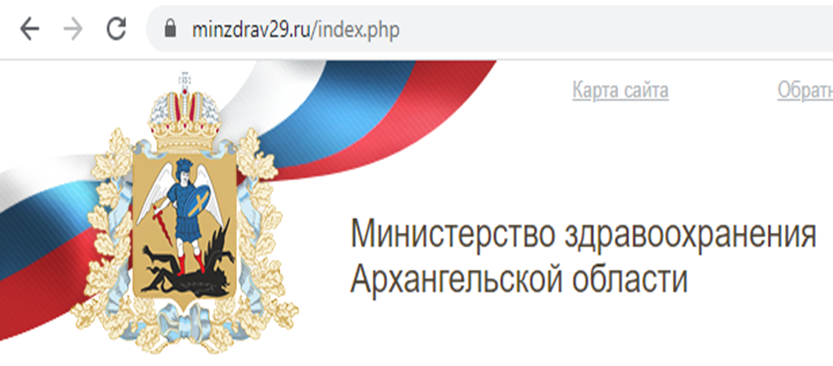 minzdrav29.ru/index.php
Карта сайта
Министерство здравоохранения
Архангельской области